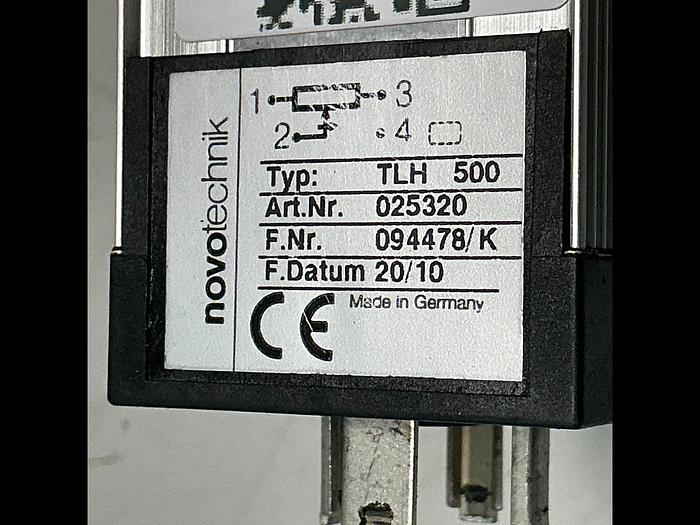 novotechnik
1 3
2 4
Typ: TLH 500
Art.Nr. 025320
F.Nr. 094478/K
F.Datum 20/10
CE Made in Germany